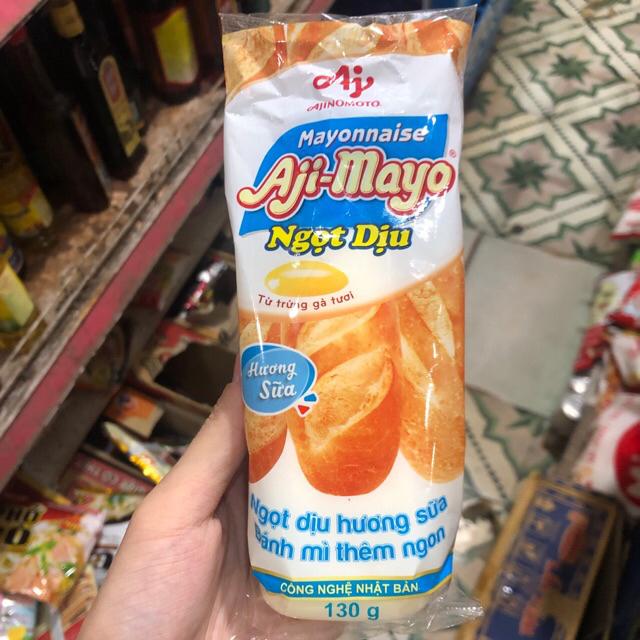 Aj
AJINOMOTO
Mayonnaise
Aji-mayo®
Ngọt Dịu
Từ trứng gà tươi
Hương
Sữa
Ngọt dịu hương sữa
Bánh mì thêm ngon
CÔNG NGHỆ NHẬT BẢN
130 g